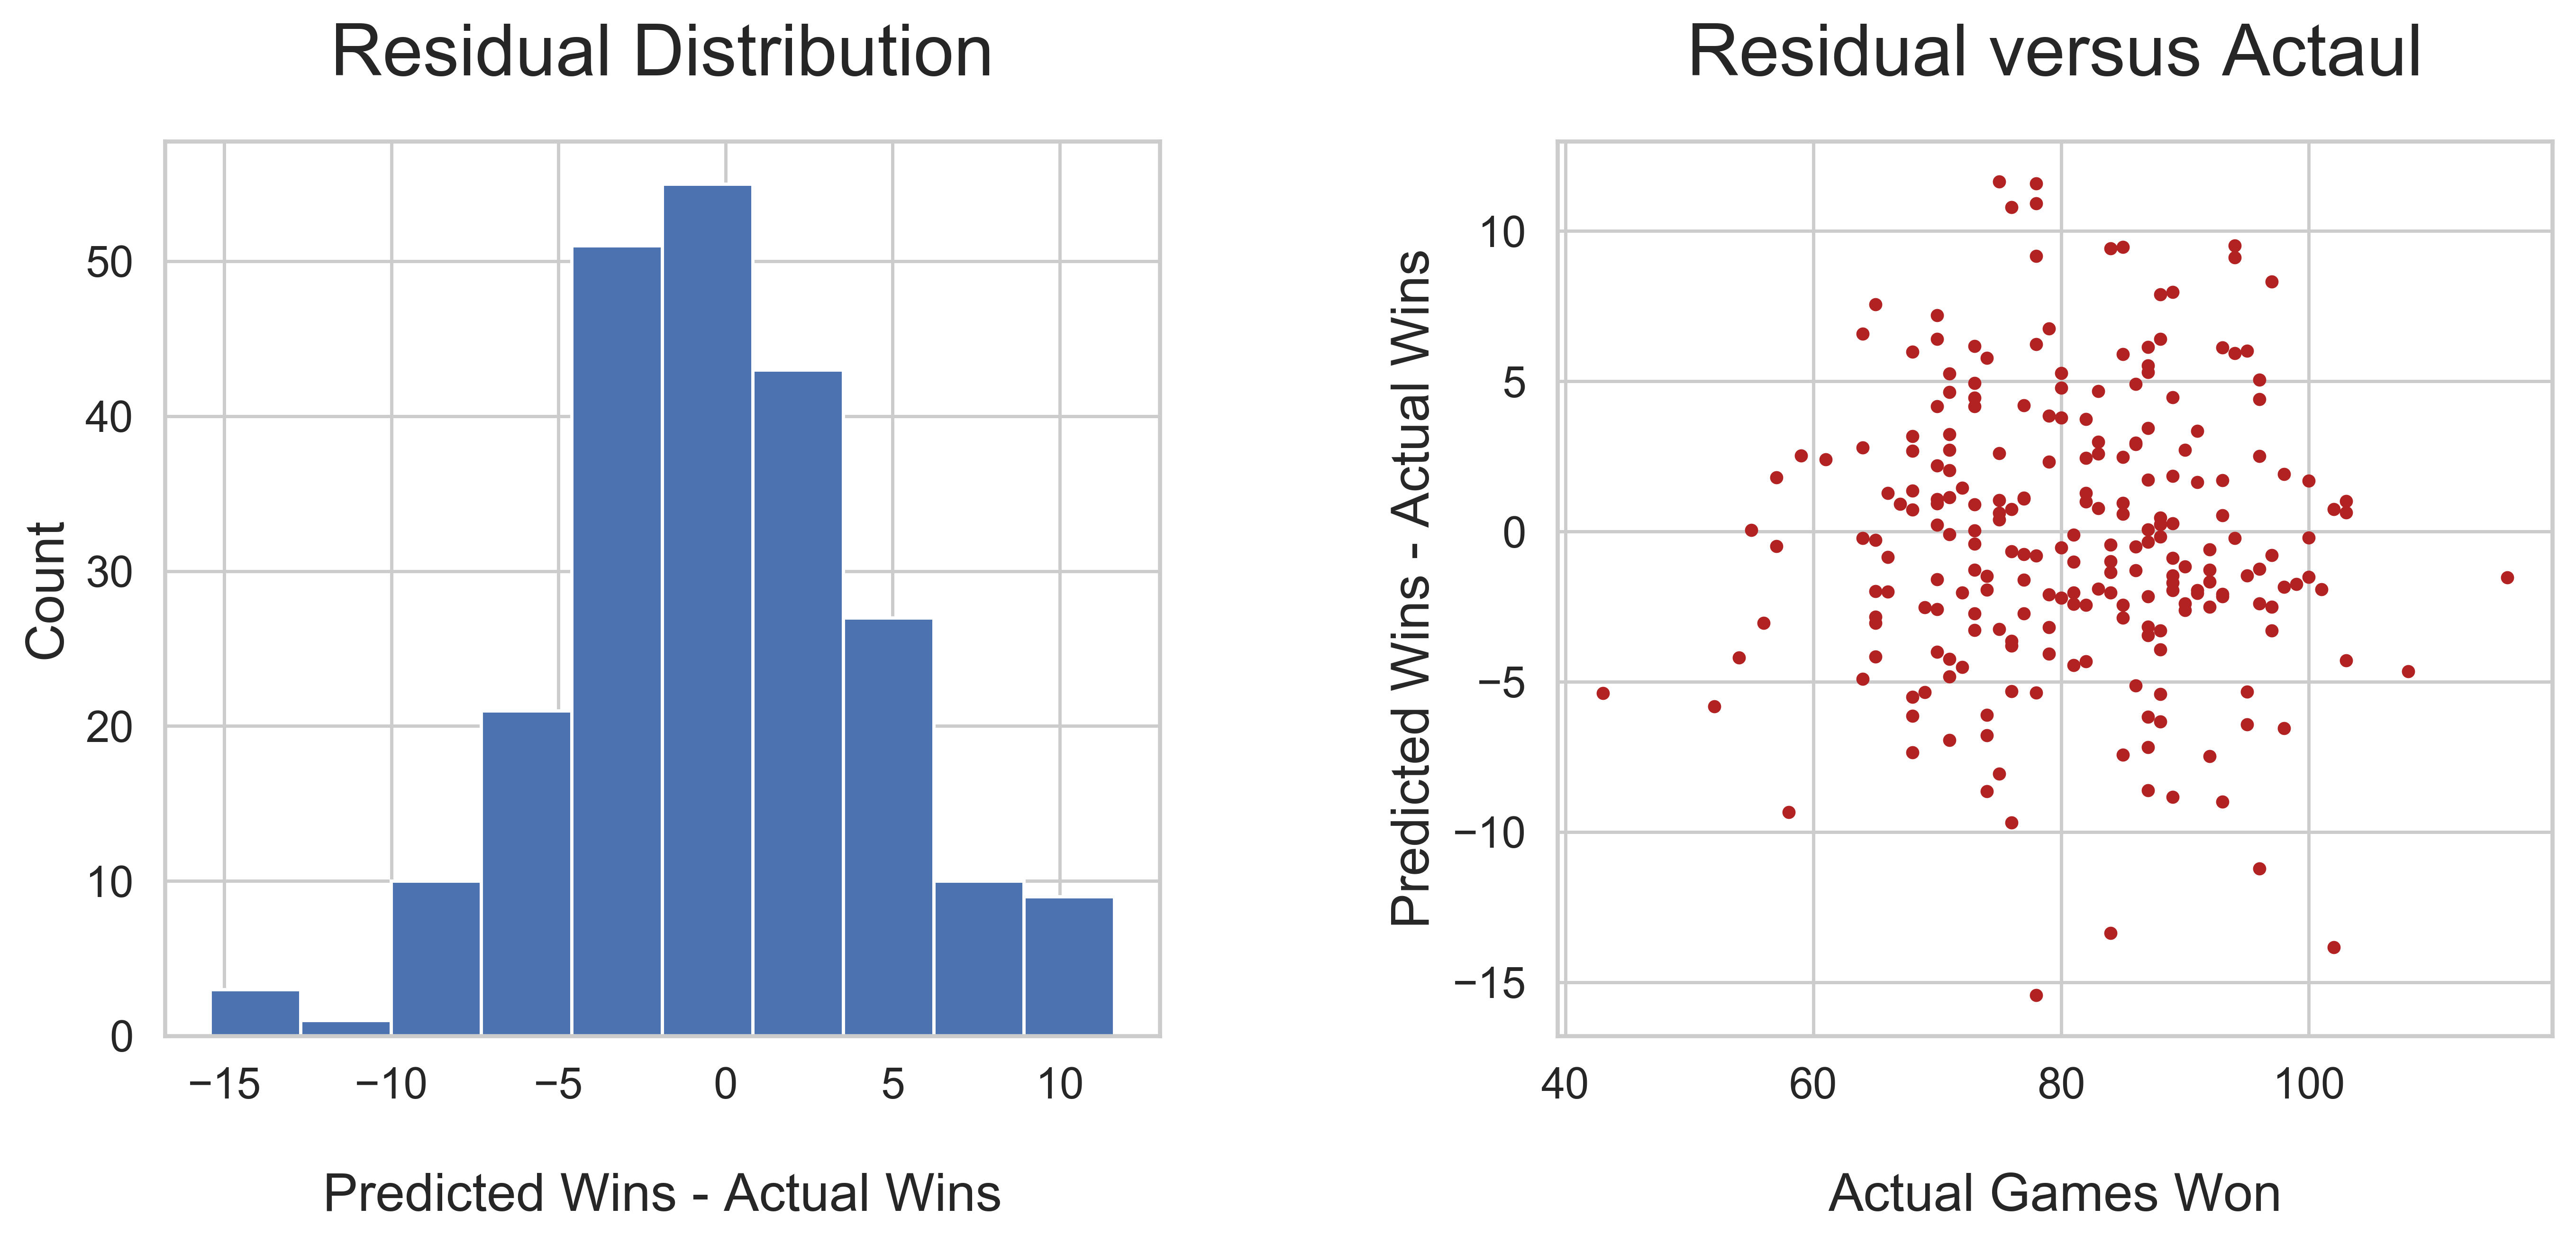 Residual Distribution
Count
50
40
30
20
10
0
−15 −10 −5 0 5 10
Predicted Wins - Actual Wins
Residual versus Actaul
Predicted Wins - Actual Wins
10
5
0
−5
−10
−15
40 60 80 100
Actual Games Won